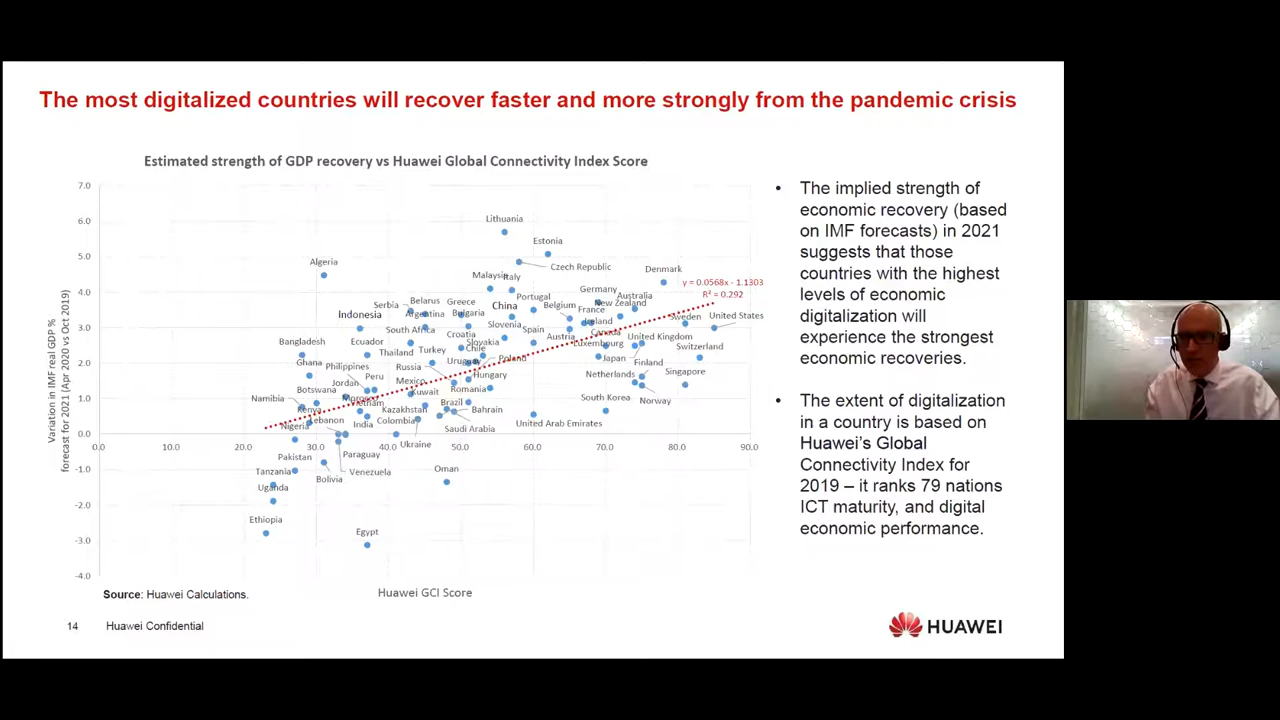 The most digitalized countries will recover faster and more strongly from the pandemic crisis
Estimated strength of GDP recovery vs Huawei Global Connectivity Index Score
Variation in IMF real GDP %
forecast for 2021 (Apr 2020 vs Oct 2019)
7.0
6.0
5.0
4.0
3.0
2.0
1.0
0.0
-1.0
-2.0
-3.0
-4.0
0.0
10.0
20.0
30.0
40.0
50.0
60.0
70.0
80.0
90.0
Lithuania
Estonia
Algeria
Czech Republic
Denmark
Malaysia
Italy
y = 0.0568x - 1.1303
R² = 0.292
Germany
Australia
Serbia
Belarus
Greece
China
Portugal
Belgium
New Zealand
France
Indonesia
Argentina
Bulgaria
Ireland
Sweden
United States
South Africa
Slovenia
Spain
Canada
Bangladesh
Ecuador
Croatia
Austria
Luxembourg
United Kingdom
Thailand
Turkey
Slovakia
Chile
Switzerland
Ghana
Philippines
Russia
Uruguay
Poland
Japan
Finland
Jordan
Peru
Mexico
Hungary
Netherlands
Singapore
Botswana
Morocco
Kuwait
Romania
Namibia
Vietnam
South Korea
Norway
Kenya
Kazakhstan
Brazil
Bahrain
Nigeria
Lebanon
India
Colombia
Saudi Arabia
United Arab Emirates
Ukraine
Pakistan
Paraguay
Tanzania
Bolivia
Venezuela
Oman
Uganda
Ethiopia
Egypt
Huawei GCI Score
Source: Huawei Calculations.
• The implied strength of
economic recovery (based
on IMF forecasts) in 2021
suggests that those
countries with the highest
levels of economic
digitalization will
experience the strongest
economic recoveries.
• The extent of digitalization
in a country is based on
Huawei's Global
Connectivity Index for
2019 – it ranks 79 nations
ICT maturity, and digital
economic performance.
14
Huawei Confidential
HUAWEI